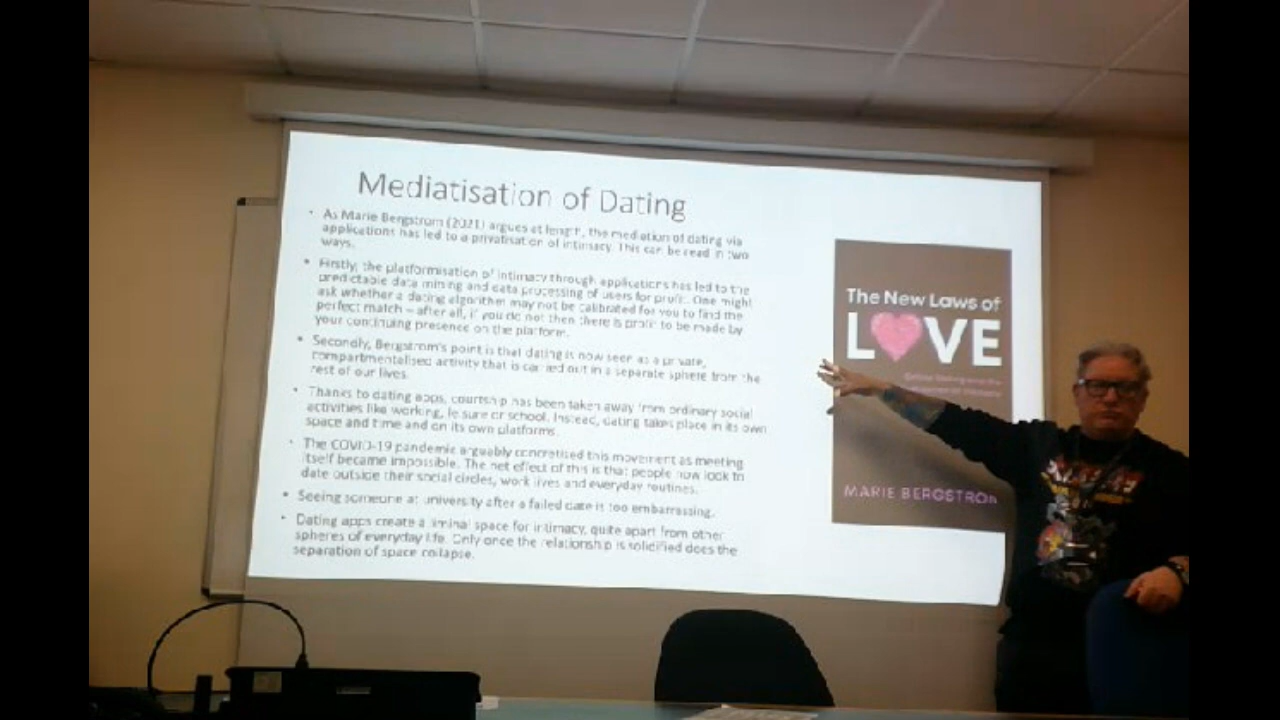 Mediatisation of Dating
• As Marie Bergstrom (2021) argues at length, the mediation of dating via
applications has led to a privatisation of intimacy. This can be read in two
ways.
• Firstly, the platformisation of intimacy through applications has led to the
predictable data mining and data processing of users for profit. One might
ask whether a dating algorithm may not be calibrated for you to find the
perfect match – after all, if you do not then there is profit to be made by
your continuing presence on the platform.
• Secondly, Bergstrom's point is that dating is now seen as a private,
compartmentalised activity that is carried out in a separate sphere from the
rest of our lives.
• Thanks to dating apps, courtship has been taken away from ordinary social
activities like working, leisure or school. Instead, dating takes place in its own
space and time and on its own platforms.
• The COVID-19 pandemic arguably concretised this movement as meeting
itself became impossible. The net effect of this is that people now look to
date outside their social circles, work lives and everyday routines.
• Seeing someone at university after a failed date is too embarrassing.
• Dating apps create a liminal space for intimacy, quite apart from other
spheres of everyday life. Only once the relationship is solidified does the
separation of space collapse.
The New Laws of
LOVE
Online Dating and the
MARIE BERGSTRÖM